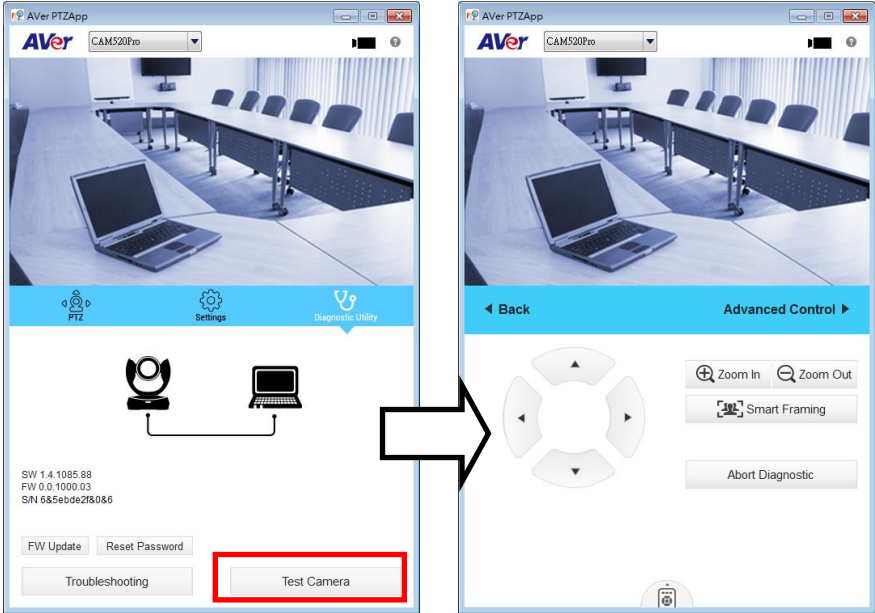 AVer PTZApp
AVer CAM520Pro ?
PTZ Settings Diagnostic Utility
SW 1.4.1085.88
FW 0.0.1000.03
S/N 6&5ebde2f&0&6
FW Update Reset Password
Troubleshooting Test Camera
AVer PTZApp
AVer CAM520Pro ?
Back Advanced Control
Zoom In Zoom Out
Smart Framing
Abort Diagnostic